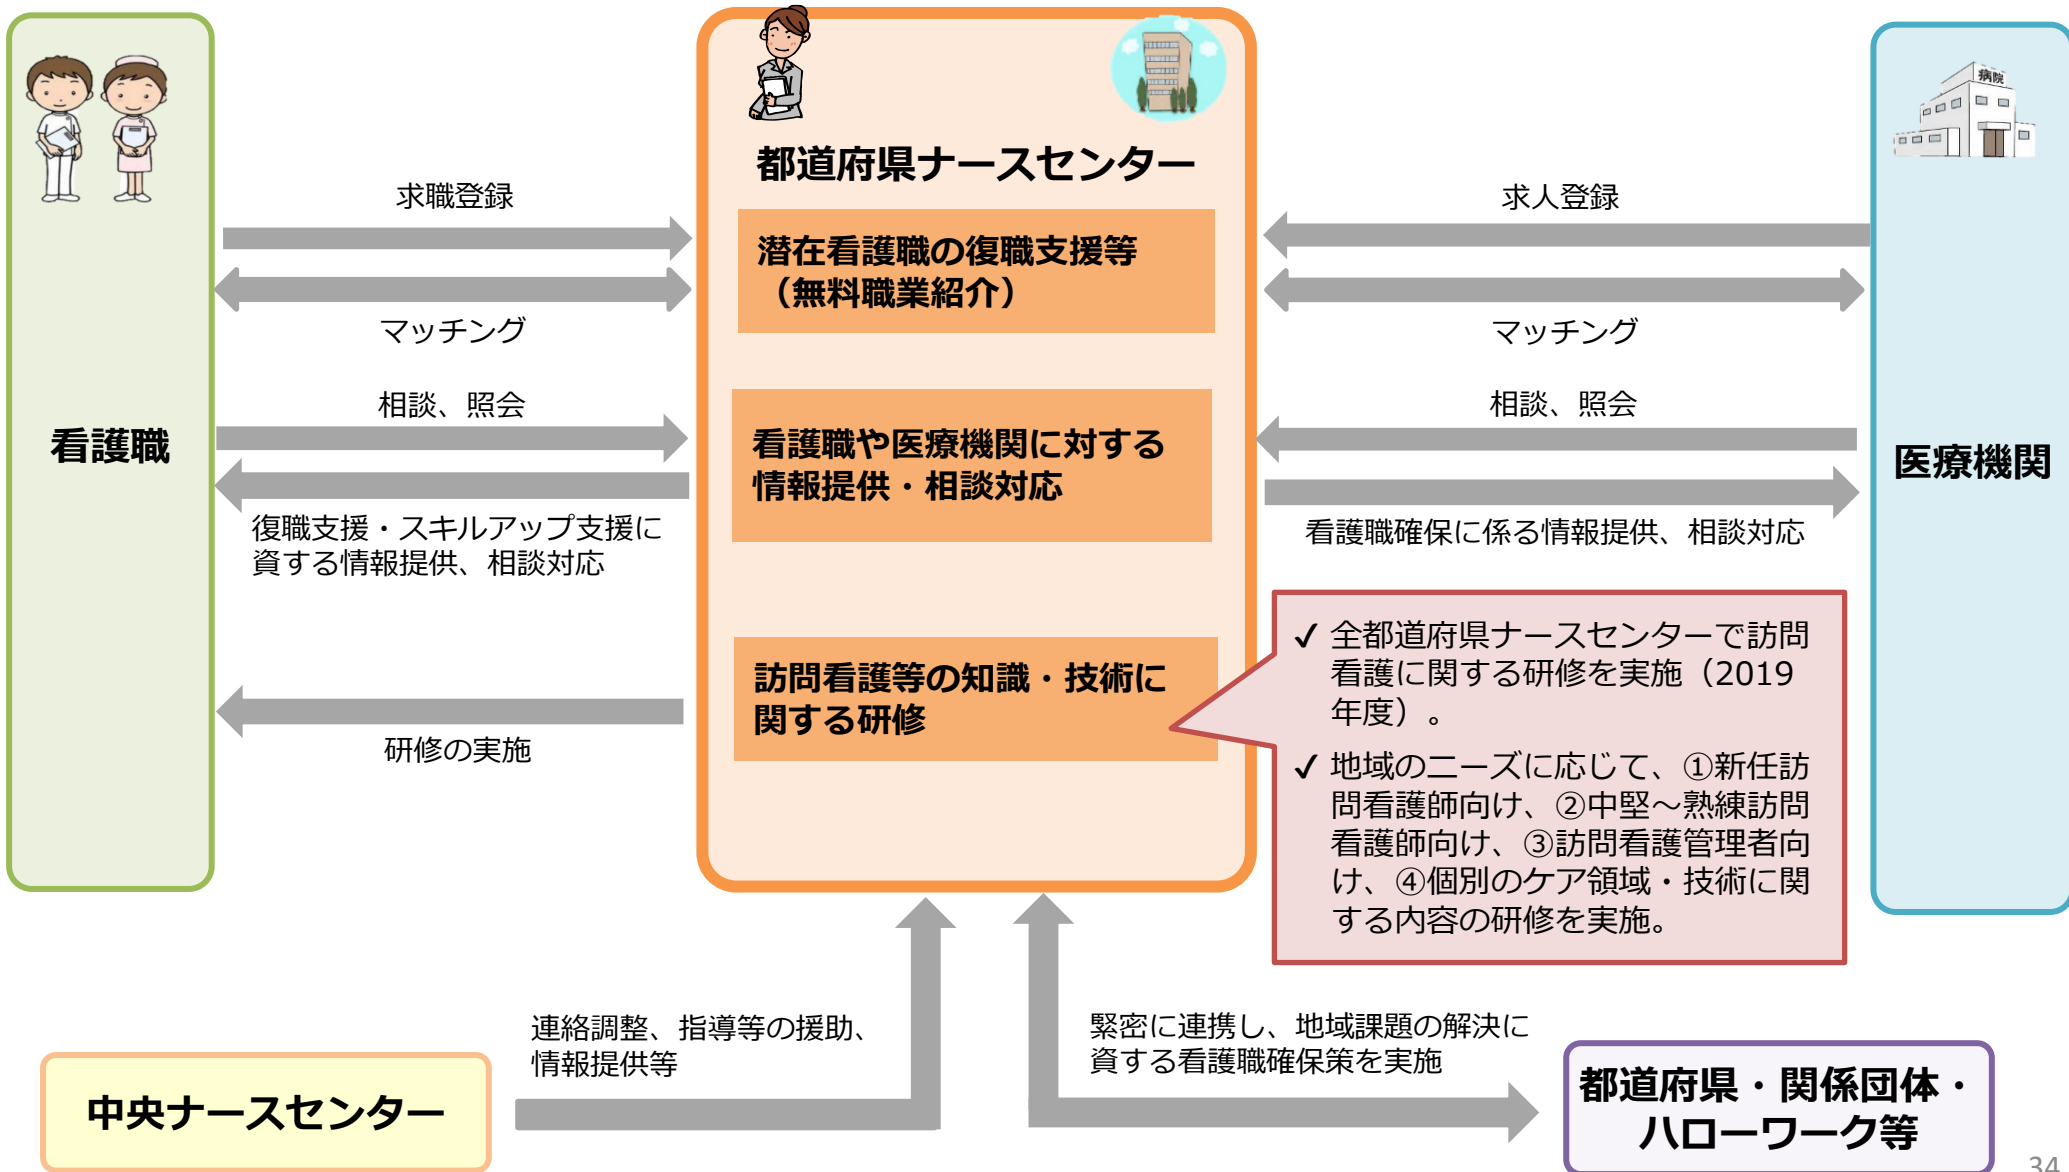 病院
都道府県ナースセンター
求職登録
求人登録
潜在看護職の復職支援等
（無料職業紹介）
マッチング
マッチング
相談、照会
相談、照会
看護職
看護職や医療機関に対する
情報提供・相談対応
医療機関
復職支援・スキルアップ支援に
資する情報提供、相談対応
看護職確保に係る情報提供、相談対応
訪問看護等の知識・技術に
関する研修
研修の実施
✓ 全都道府県ナースセンターで訪問
看護に関する研修を実施（2019
年度）。
✓ 地域のニーズに応じて、①新任訪
問看護師向け、②中堅～熟練訪問
看護師向け、③訪問看護管理者向
け、④個別のケア領域・技術に関
する内容の研修を実施。
連絡調整、指導等の援助、
情報提供等
緊密に連携し、地域課題の解決に
資する看護職確保策を実施
中央ナースセンター
都道府県・関係団体・
ハローワーク等
34